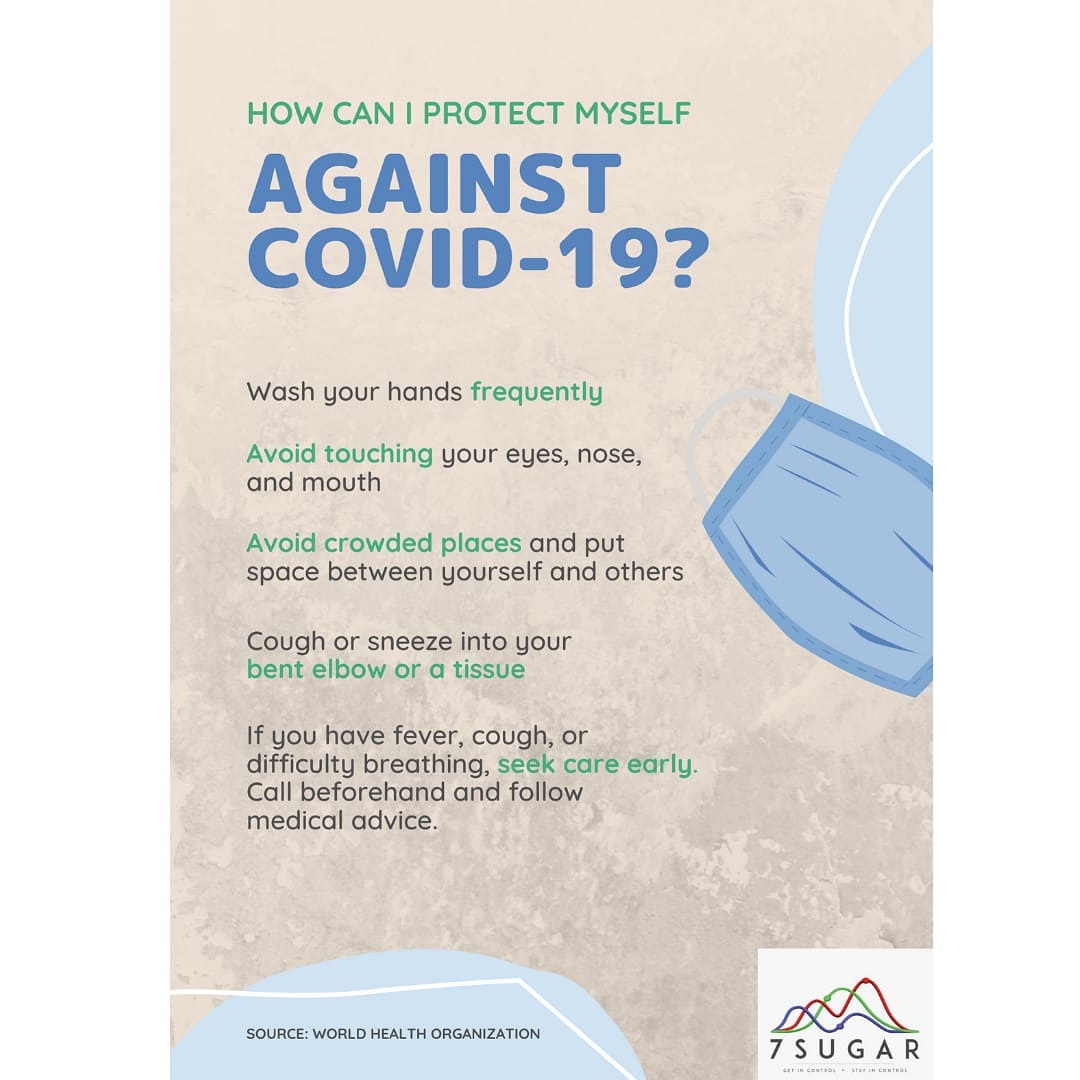 HOW CAN I PROTECT MYSELF
AGAINST
COVID-19?
Wash your hands frequently
Avoid touching your eyes, nose,
and mouth
Avoid crowded places and put
space between yourself and others
Cough or sneeze into your
bent elbow or a tissue
If you have fever, cough, or
difficulty breathing, seek care early.
Call beforehand and follow
medical advice.
SOURCE: WORLD HEALTH ORGANIZATION
7SUGAR
GET IN CONTROL • STAY IN CONTROL